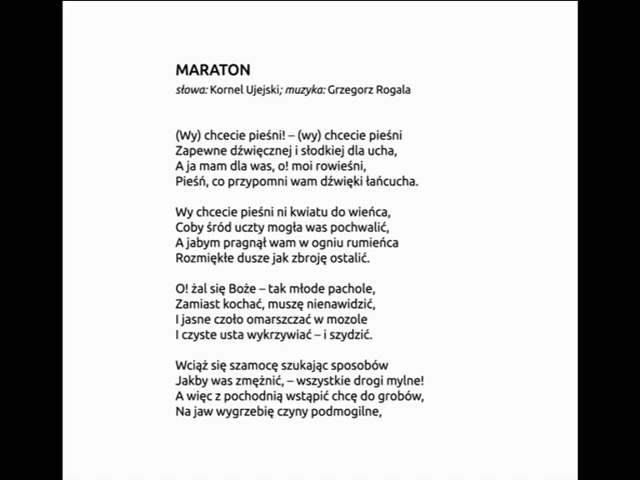 MARATON
słowa: Kornel Ujejski; muzyka: Grzegorz Rogala
(Wy) chcecie pieśni! – (wy) chcecie pieśni
Zapewne dźwięcznej i słodkiej dla ucha,
A ja mam dla was, o! moi rowieśni,
Pieśń, co przypomni wam dźwięki łańcucha.
Wy chcecie pieśni ni kwiatu do wieńca,
Coby śród uczty mogła was pochwalić,
A jabym pragnął wam w ogniu rumieńca
Rozmiękłe dusze jak zbroję ostalić.
O! żal się Boże – tak młode pachole,
Zamiast kochać, muszę nienawidzić,
I jasne czoło omarszczać w mozole
I czyste usta wykrzywiać – i szydzić.
Wciąż się szamocę szukając sposobów
Jakby was zmężnić, – wszystkie drogi mylne!
A więc z pochodnią wstąpić chcę do grobów,
Na jaw wygrzebię czyny podmogilne,